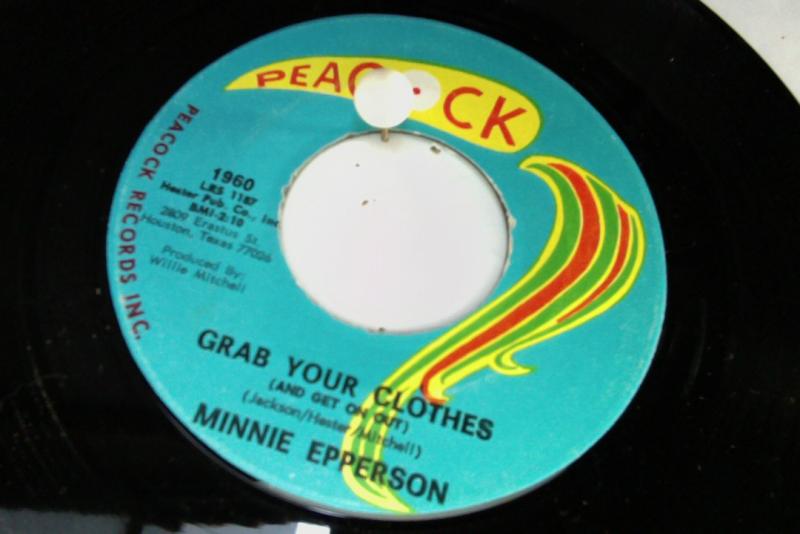 PEACOCK
PEACOCK RECORDS INC.
1960
LRS 1187
Hester Pub. Co., Inc
BMI-2:10
2809 Erastus St.
Houston, Texas 77026
Produced By:
Willie Mitchell
GRAB YOUR CLOTHES
(AND GET ON OUT)
(Jackson/Hester/Mitchell)
MINNIE EPPERSON